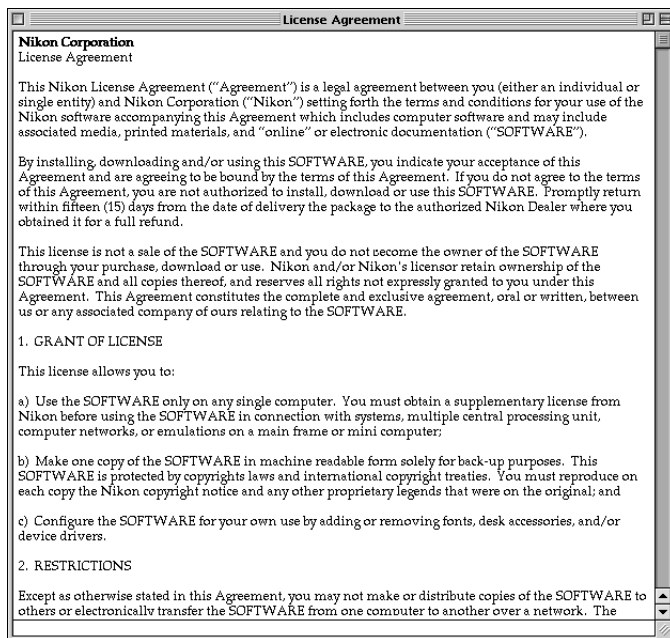 License Agreement
Nikon Corporation
License Agreement
This Nikon License Agreement (“Agreement”) is a legal agreement between you (either an individual or
single entity) and Nikon Corporation (“Nikon”) setting forth the terms and conditions for your use of the
Nikon software accompanying this Agreement which includes computer software and may include
associated media, printed materials, and “online” or electronic documentation (“SOFTWARE”).
By installing, downloading and/or using this SOFTWARE, you indicate your acceptance of this
Agreement and are agreeing to be bound by the terms of this Agreement. If you do not agree to the terms
of this Agreement, you are not authorized to install, download or use this SOFTWARE. Promptly return
within fifteen (15) days from the date of delivery the package to the authorized Nikon Dealer where you
obtained it for a full refund.
This license is not a sale of the SOFTWARE and you do not become the owner of the SOFTWARE
through your purchase, download or use. Nikon and/or Nikon's licensor retain ownership of the
SOFTWARE and all copies thereof, and reserves all rights not expressly granted to you under this
Agreement. This Agreement constitutes the complete and exclusive agreement, oral or written, between
us or any associated company of ours relating to the SOFTWARE.
1. GRANT OF LICENSE
This license allows you to:
a) Use the SOFTWARE only on any single computer. You must obtain a supplementary license from
Nikon before using the SOFTWARE in connection with systems, multiple central processing unit,
computer networks, or emulations on a main frame or mini computer;
b) Make one copy of the SOFTWARE in machine readable form solely for back-up purposes. This
SOFTWARE is protected by copyrights laws and international copyright treaties. You must reproduce on
each copy the Nikon copyright notice and any other proprietary legends that were on the original; and
c) Configure the SOFTWARE for your own use by adding or removing fonts, desk accessories, and/or
device drivers.
2. RESTRICTIONS
Except as otherwise stated in this Agreement, you may not make or distribute copies of the SOFTWARE to
others or electronically transfer the SOFTWARE from one computer to another over a network. The